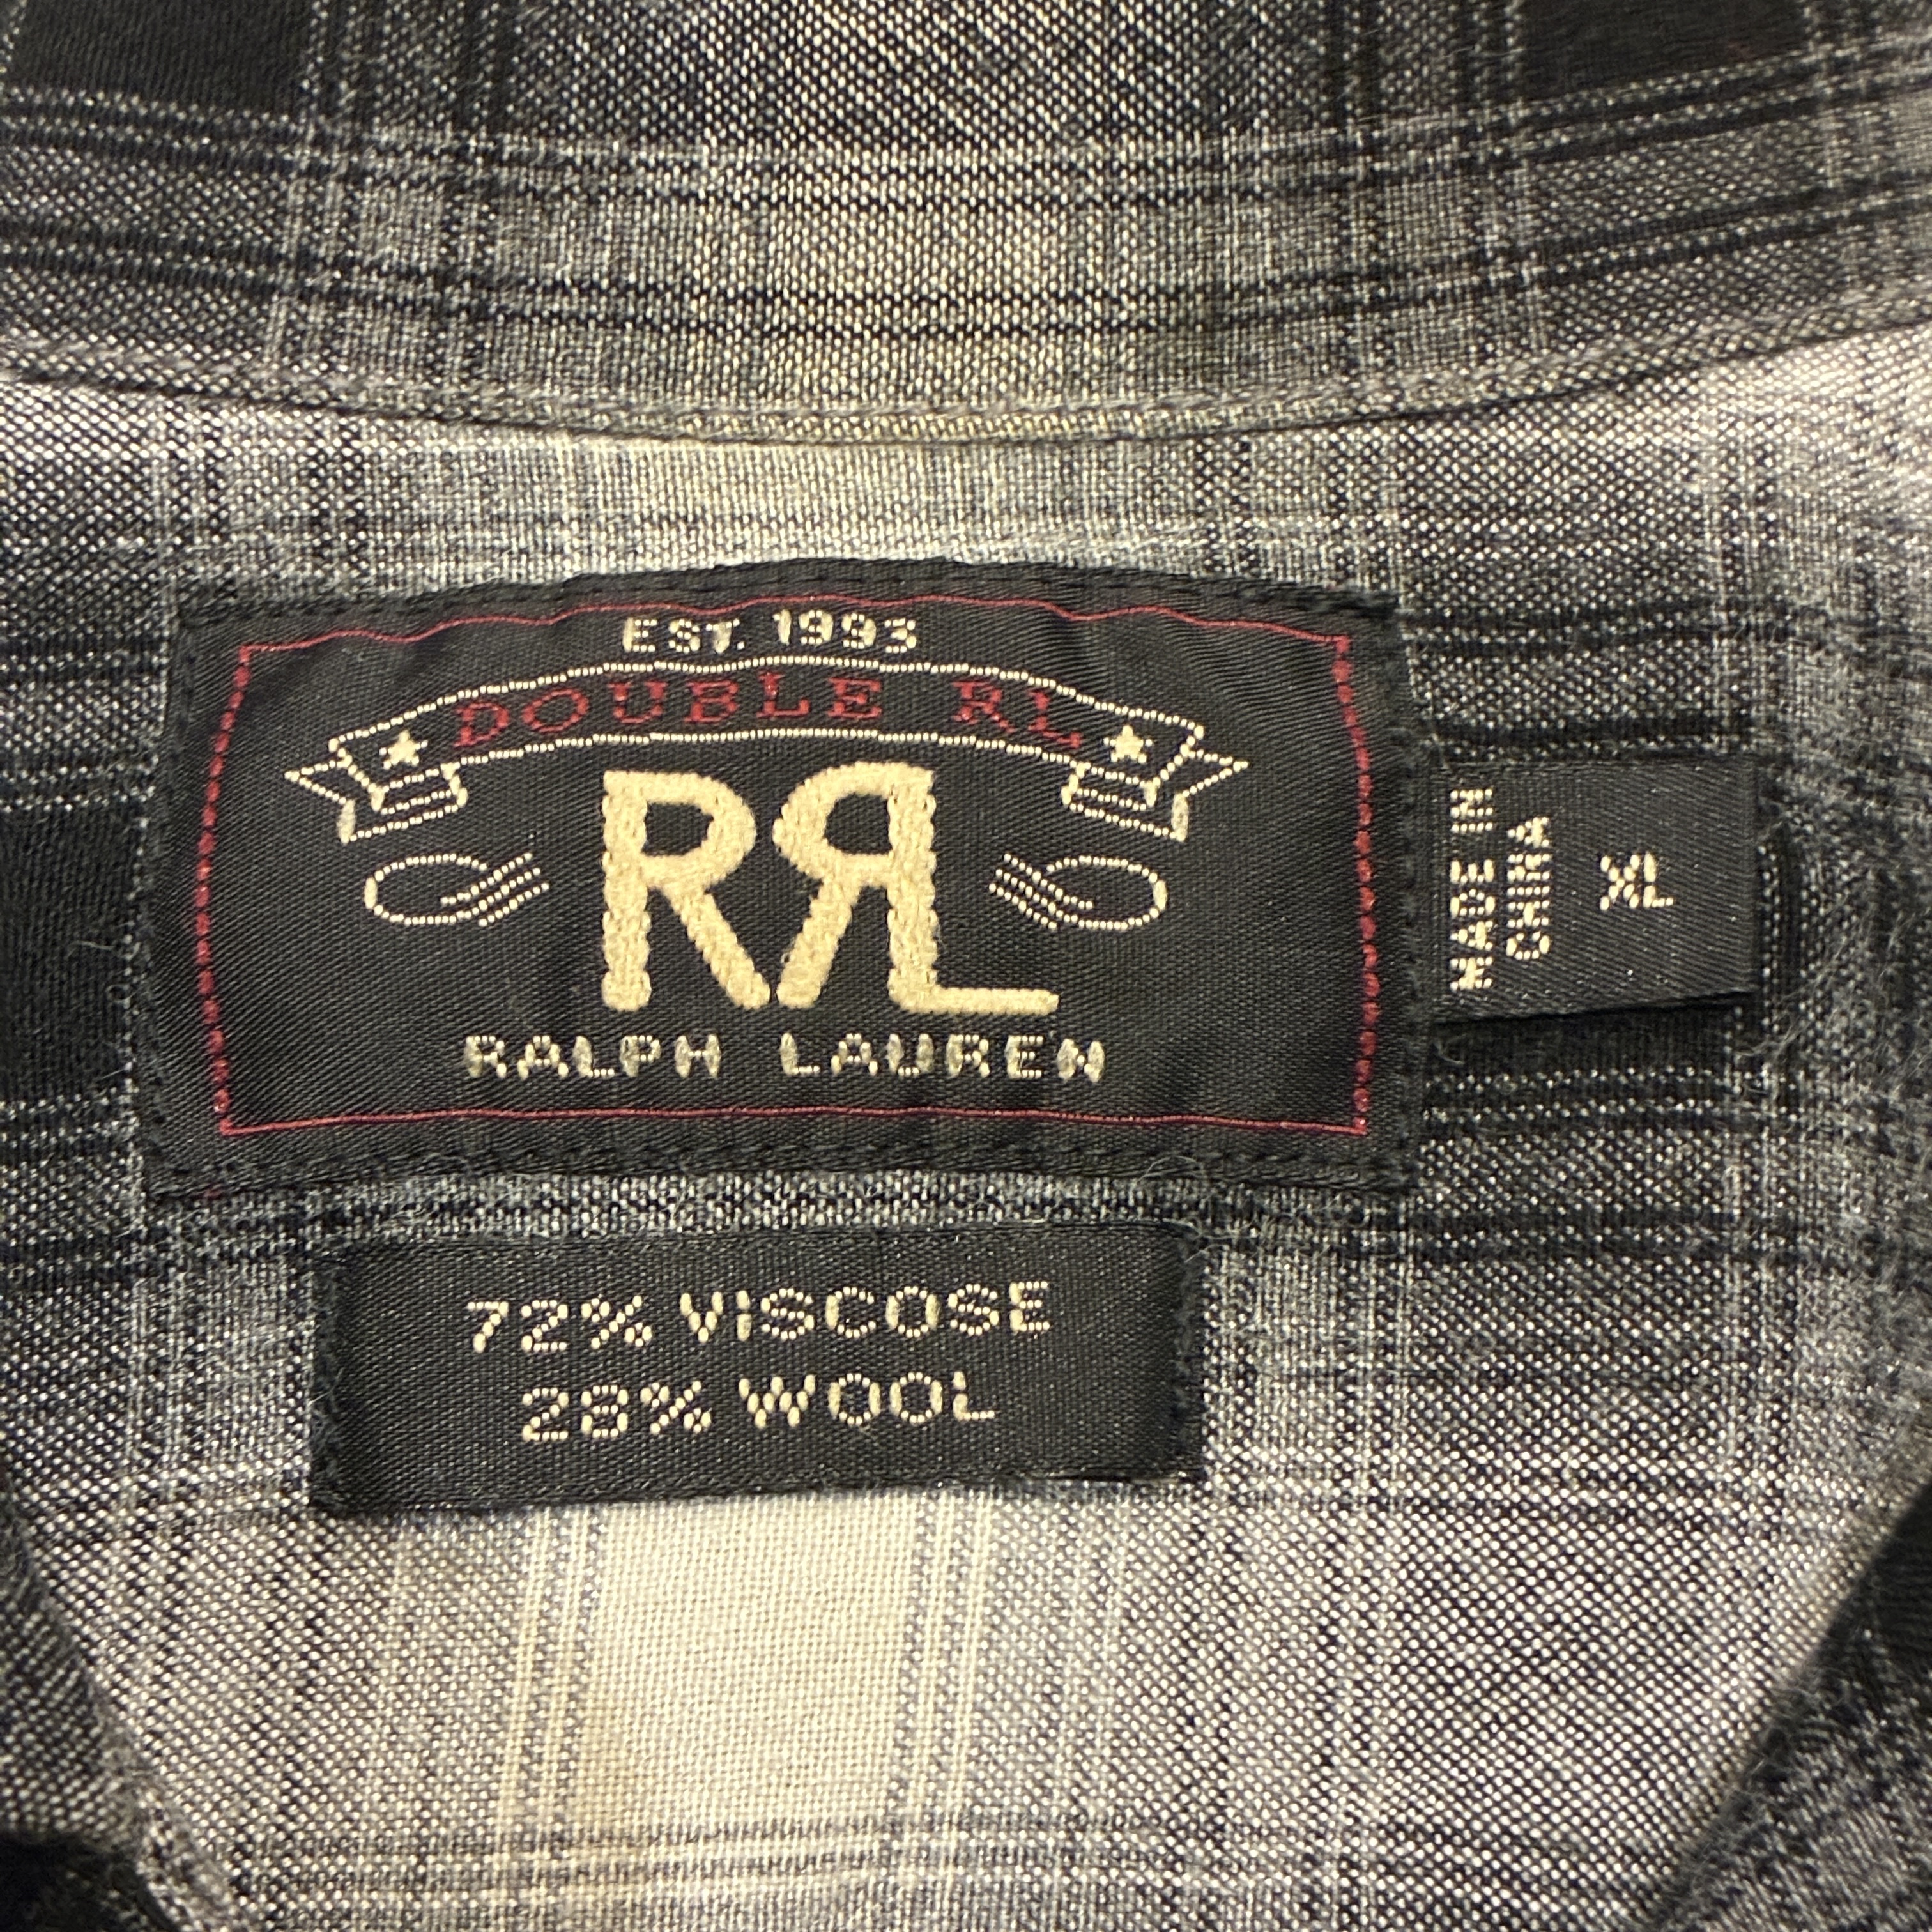 EST. 1993
DOUBLE RL
RRL
RALPH LAUREN
MADE IN
CHINA
XL
72% VISCOSE
28% WOOL